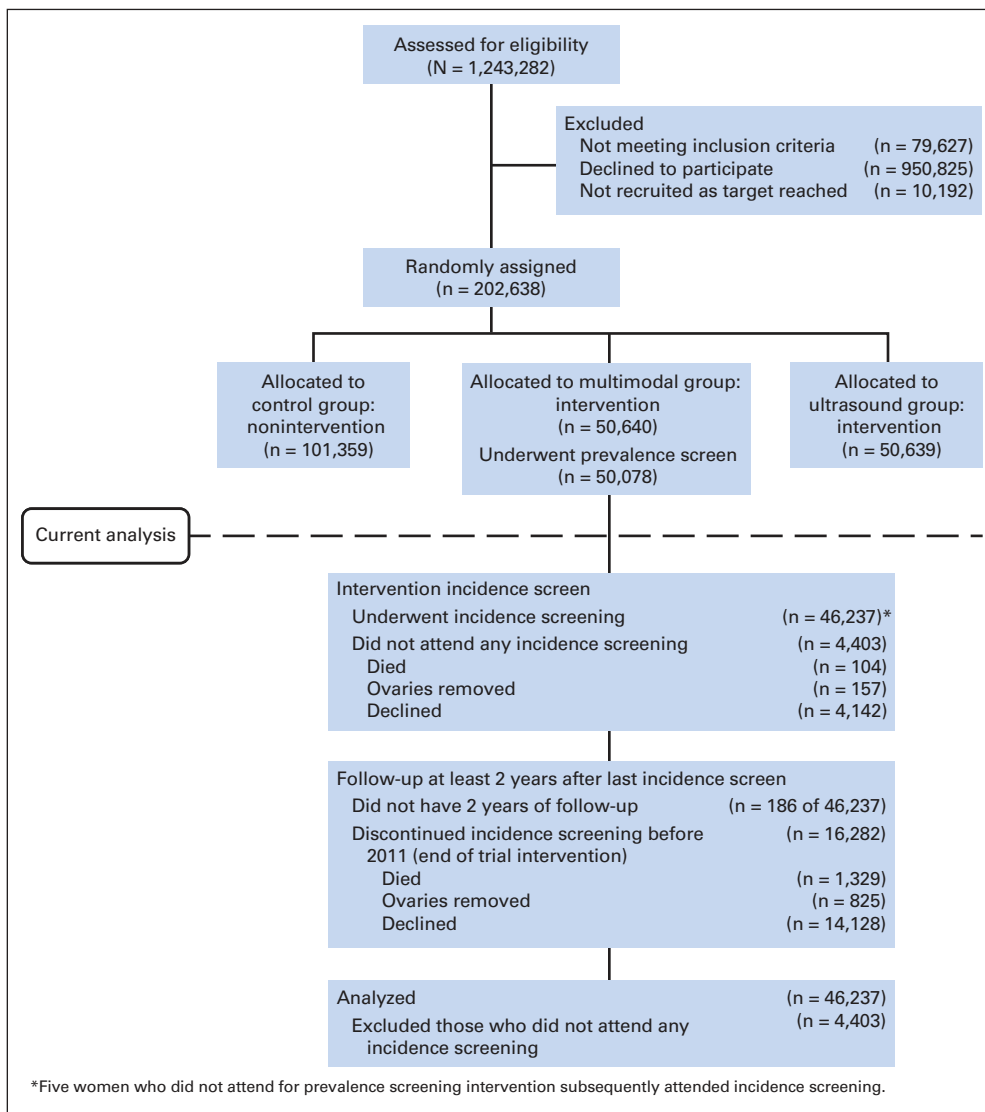 Assessed for eligibility
(N = 1,243,282)
Excluded
Not meeting inclusion criteria (n = 79,627)
Declined to participate (n = 950,825)
Not recruited as target reached (n = 10,192)
Randomly assigned
(n = 202,638)
Allocated to
control group:
nonintervention
(n = 101,359)
Allocated to multimodal group:
intervention
(n = 50,640)
Underwent prevalence screen
(n = 50,078)
Allocated to
ultrasound group:
intervention
(n = 50,639)
Current analysis
Intervention incidence screen
Underwent incidence screening (n = 46,237)*
Did not attend any incidence screening (n = 4,403)
Died (n = 104)
Ovaries removed (n = 157)
Declined (n = 4,142)
Follow-up at least 2 years after last incidence screen
Did not have 2 years of follow-up (n = 186 of 46,237)
Discontinued incidence screening before (n = 16,282)
2011 (end of trial intervention)
Died (n = 1,329)
Ovaries removed (n = 825)
Declined (n = 14,128)
Analyzed (n = 46,237)
Excluded those who did not attend any (n = 4,403)
incidence screening
*Five women who did not attend for prevalence screening intervention subsequently attended incidence screening.